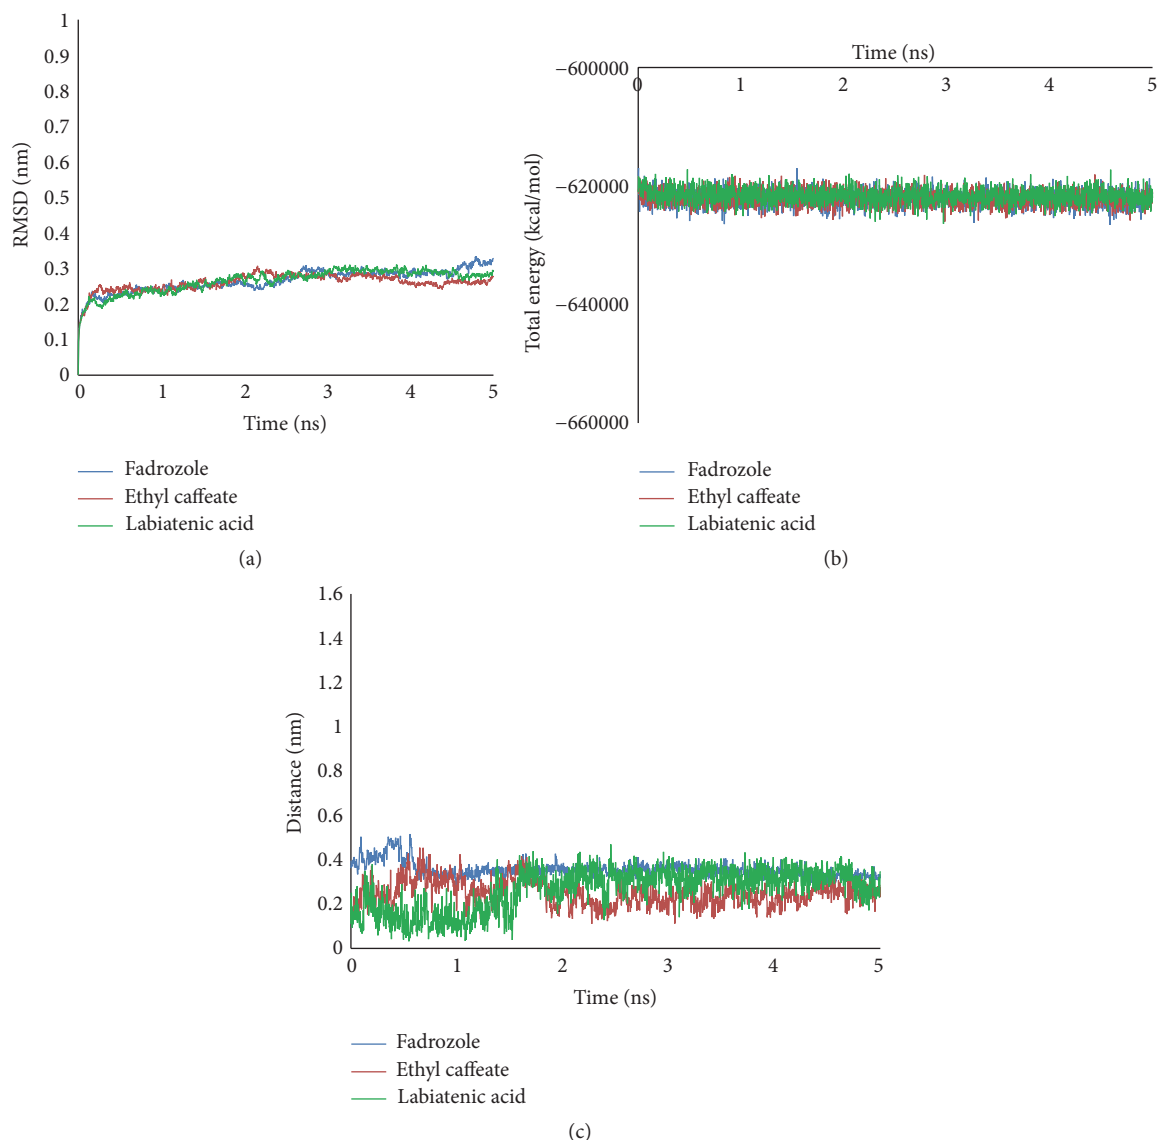 1
0.9
0.8
0.7
0.6
0.5
0.4
0.3
0.2
0.1
0
RMSD (nm)
0 1 2 3 4 5
Time (ns)
Fadrozole
Ethyl caffeate
Labiatenic acid
(a)
Time (ns)
0 1 2 3 4 5
−600000
−620000
−640000
−660000
Total energy (kcal/mol)
Fadrozole
Ethyl caffeate
Labiatenic acid
(b)
1.6
1.4
1.2
1
0.8
0.6
0.4
0.2
0
Distance (nm)
0 1 2 3 4 5
Time (ns)
Fadrozole
Ethyl caffeate
Labiatenic acid
(c)